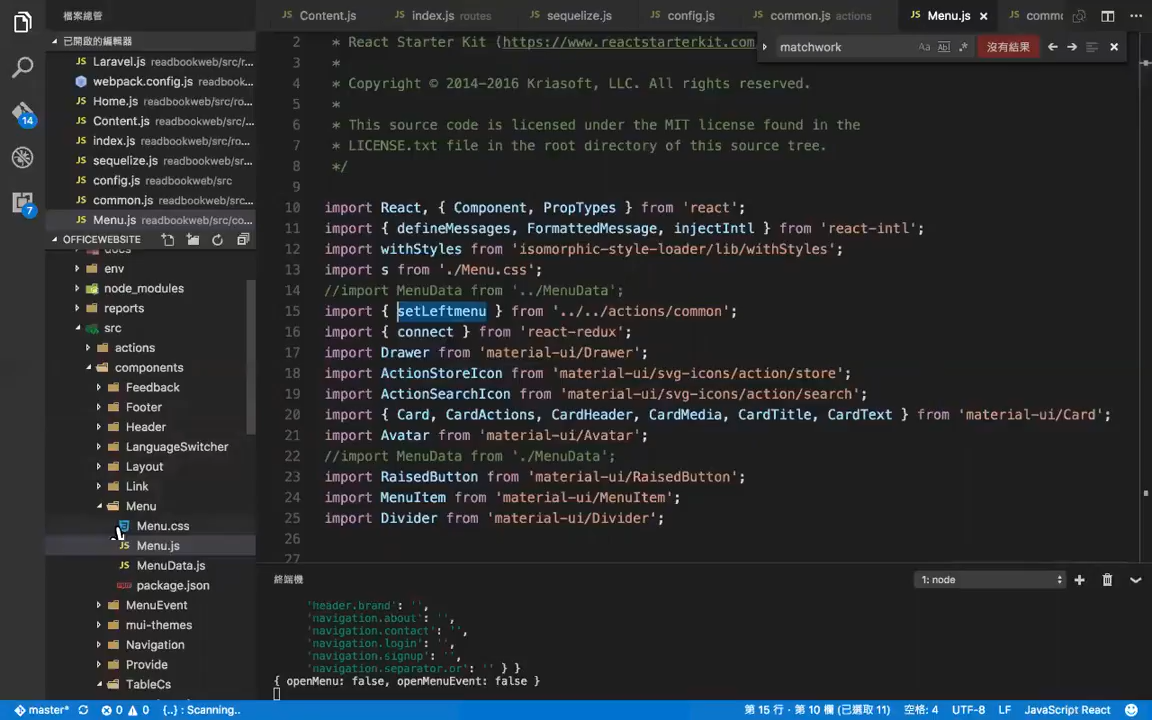 檔案總管
已開啟的編輯器
Laravel.js readbookweb/src/r...
webpack.config.js readbook...
Home.js readbookweb/src/ro...
Content.js readbookweb/src/...
index.js readbookweb/src/ro...
sequelize.js readbookweb/sr...
config.js readbookweb/src
common.js readbookweb/src/...
Menu.js readbookweb/src/co...
OFFICEWEBSITE
docs
env
node_modules
reports
src
actions
components
Feedback
Footer
Header
LanguageSwitcher
Layout
Link
Menu
Menu.css
Menu.js
MenuData.js
package.json
MenuEvent
mui-themes
Navigation
Provide
TableCs
14
7
Content.js
index.js routes
sequelize.js
config.js
common.js actions
Menu.js
commo
matchwork
Aa Abl .*
沒有結果
2 * React Starter Kit (https://www.reactstarterkit.com
3 *
4 * Copyright © 2014-2016 Kriasoft, LLC. All rights reserved.
5 *
6 * This source code is licensed under the MIT license found in the
7 * LICENSE.txt file in the root directory of this source tree.
8 */
9
10 import React, { Component, PropTypes } from 'react';
11 import { defineMessages, FormattedMessage, injectIntl } from 'react-intl';
12 import withStyles from 'isomorphic-style-loader/lib/withStyles';
13 import s from './Menu.css';
14 //import MenuData from '../MenuData';
15 import { setLeftmenu } from '../../actions/common';
16 import { connect } from 'react-redux';
17 import Drawer from 'material-ui/Drawer';
18 import ActionStoreIcon from 'material-ui/svg-icons/action/store';
19 import ActionSearchIcon from 'material-ui/svg-icons/action/search';
20 import { Card, CardActions, CardHeader, CardMedia, CardTitle, CardText } from 'material-ui/Card';
21 import Avatar from 'material-ui/Avatar';
22 //import MenuData from './MenuData';
23 import RaisedButton from 'material-ui/RaisedButton';
24 import MenuItem from 'material-ui/MenuItem';
25 import Divider from 'material-ui/Divider';
26
27
終端機
1: node
'header.brand': '',
'navigation.about': '',
'navigation.contact': '',
'navigation.login': '',
'navigation.signup': '',
'navigation.separator.or': '' } }
{ openMenu: false, openMenuEvent: false }
master* 0 0 {..} : Scanning..
第 15 行，第 10 欄 (已選取 11) 空格: 4 UTF-8 LF JavaScript React